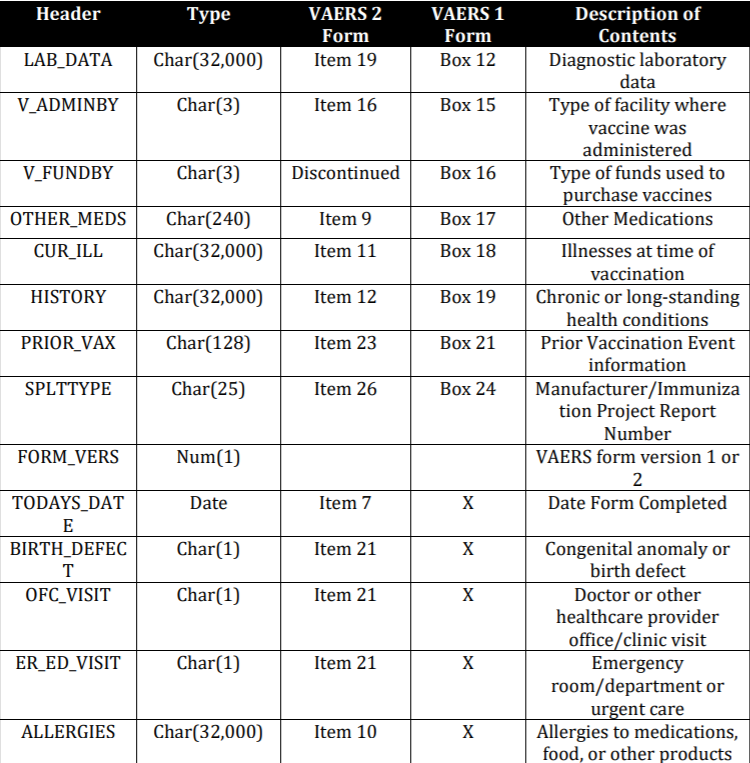 Header Type VAERS 2 Form VAERS 1 Form Description of Contents
LAB_DATA Char(32,000) Item 19 Box 12 Diagnostic laboratory
data
V_ADMINBY Char(3) Item 16 Box 15 Type of facility where
vaccine was
administered
V_FUNDBY Char(3) Discontinued Box 16 Type of funds used to
purchase vaccines
OTHER_MEDS Char(240) Item 9 Box 17 Other Medications
CUR_ILL Char(32,000) Item 11 Box 18 Illnesses at time of
vaccination
HISTORY Char(32,000) Item 12 Box 19 Chronic or long-standing
health conditions
PRIOR_VAX Char(128) Item 23 Box 21 Prior Vaccination Event
information
SPLTTYPE Char(25) Item 26 Box 24 Manufacturer/Immuniza
tion Project Report
Number
FORM_VERS Num(1) VAERS form version 1 or
2
TODAYS_DAT Date Item 7 X Date Form Completed
E
BIRTH_DEFEC Char(1) Item 21 X Congenital anomaly or
T birth defect
OFC_VISIT Char(1) Item 21 X Doctor or other
healthcare provider
office/clinic visit
ER_ED_VISIT Char(1) Item 21 X Emergency
room/department or
urgent care
ALLERGIES Char(32,000) Item 10 X Allergies to medications,
food, or other products